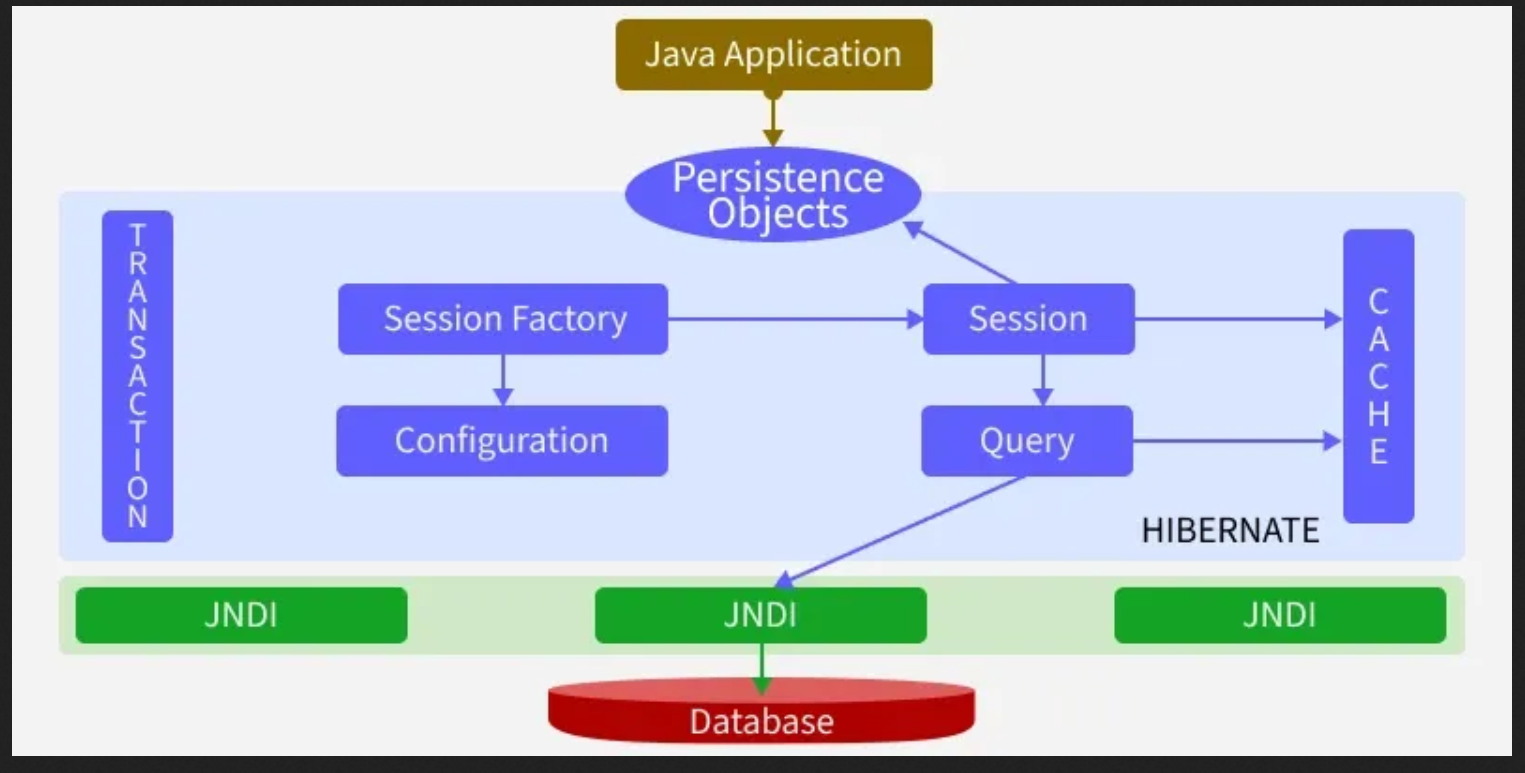 Java Application
Persistence
Objects
TRANSACTION
Session Factory
Session
CACHE
Configuration
Query
HIBERNATE
JNDI
JNDI
JNDI
Database